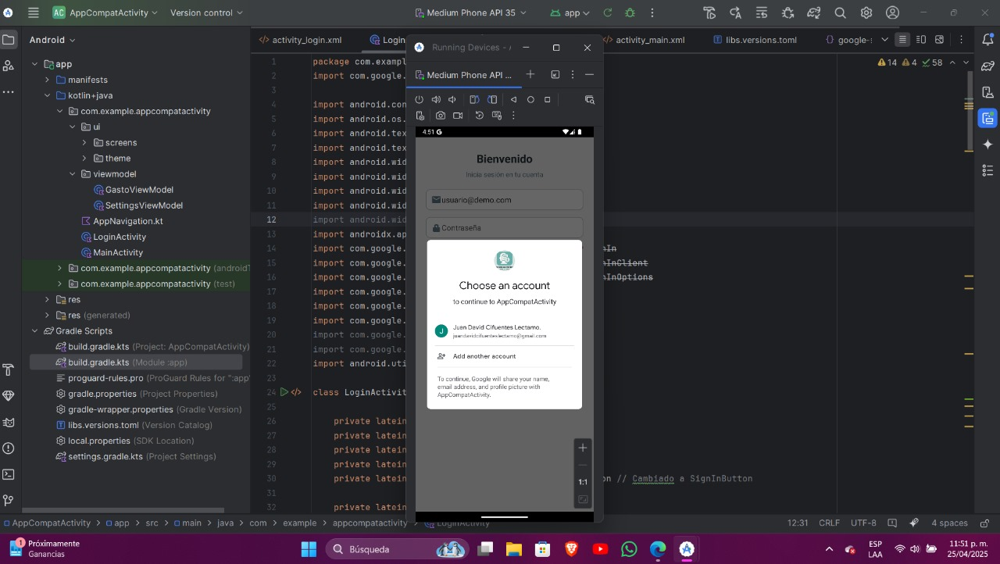 AC AppCompatActivity Version control Medium Phone API 35 app
Android
activity_login.xml Login activity_main.xml libs.versions.toml google-
14 4 58
app
manifests
kotlin+java
com.example.appcompatactivity
ui
screens
theme
viewmodel
GastoViewModel
SettingsViewModel
AppNavigation.kt
LoginActivity
MainActivity
com.example.appcompatactivity (androidT
com.example.appcompatactivity (test)
res
res (generated)
Gradle Scripts
build.gradle.kts (Project: AppCompatActivity)
build.gradle.kts (Module :app)
proguard-rules.pro (ProGuard Rules for ":app"
gradle.properties (Project Properties)
gradle-wrapper.properties (Gradle Version)
libs.versions.toml (Version Catalog)
local.properties (SDK Location)
settings.gradle.kts (Project Settings)
1 package com.examp
2 import com.google.
3
4 import android.con
5 import android.os.
6 import android.tex
7 import android.tex
8 import android.wid
9 import android.wid
10 import android.wid
11 import android.wid
12 import android.wid
13 import androidx.ap
14 import com.google. nIn
15 import com.google. nInClient
16 import com.google. nInOptions
17 import com.google.
18 import com.google.
19 import com.google.
20 import com.google.
21 import com.google.
22 import android.uti
23
24 class LoginActivit
25
26 private latein
27 private latein
28 private latein
29 private latein
30 private latein on // Cambiado a SignInButton
31
32 private latein
Running Devices - A
Medium Phone API ...
4:51 G
Bienvenido
Inicia sesión en tu cuenta
usuario@demo.com
Contraseña
Choose an account
to continue to AppCompatActivity
J
Juan David Cifuentes Lectamo.
juandavidcifuenteslectamo@gmail.com
Add another account
To continue, Google will share your name,
email address, and profile picture with
AppCompatActivity.
1:1
AppCompatActivity app src main java com example appcompatactivity LoginActivity
12:31 CRLF UTF-8 4 spaces
1
Próximamente
Ganancias
Búsqueda
ESP
LAA
11:51 p. m.
25/04/2025